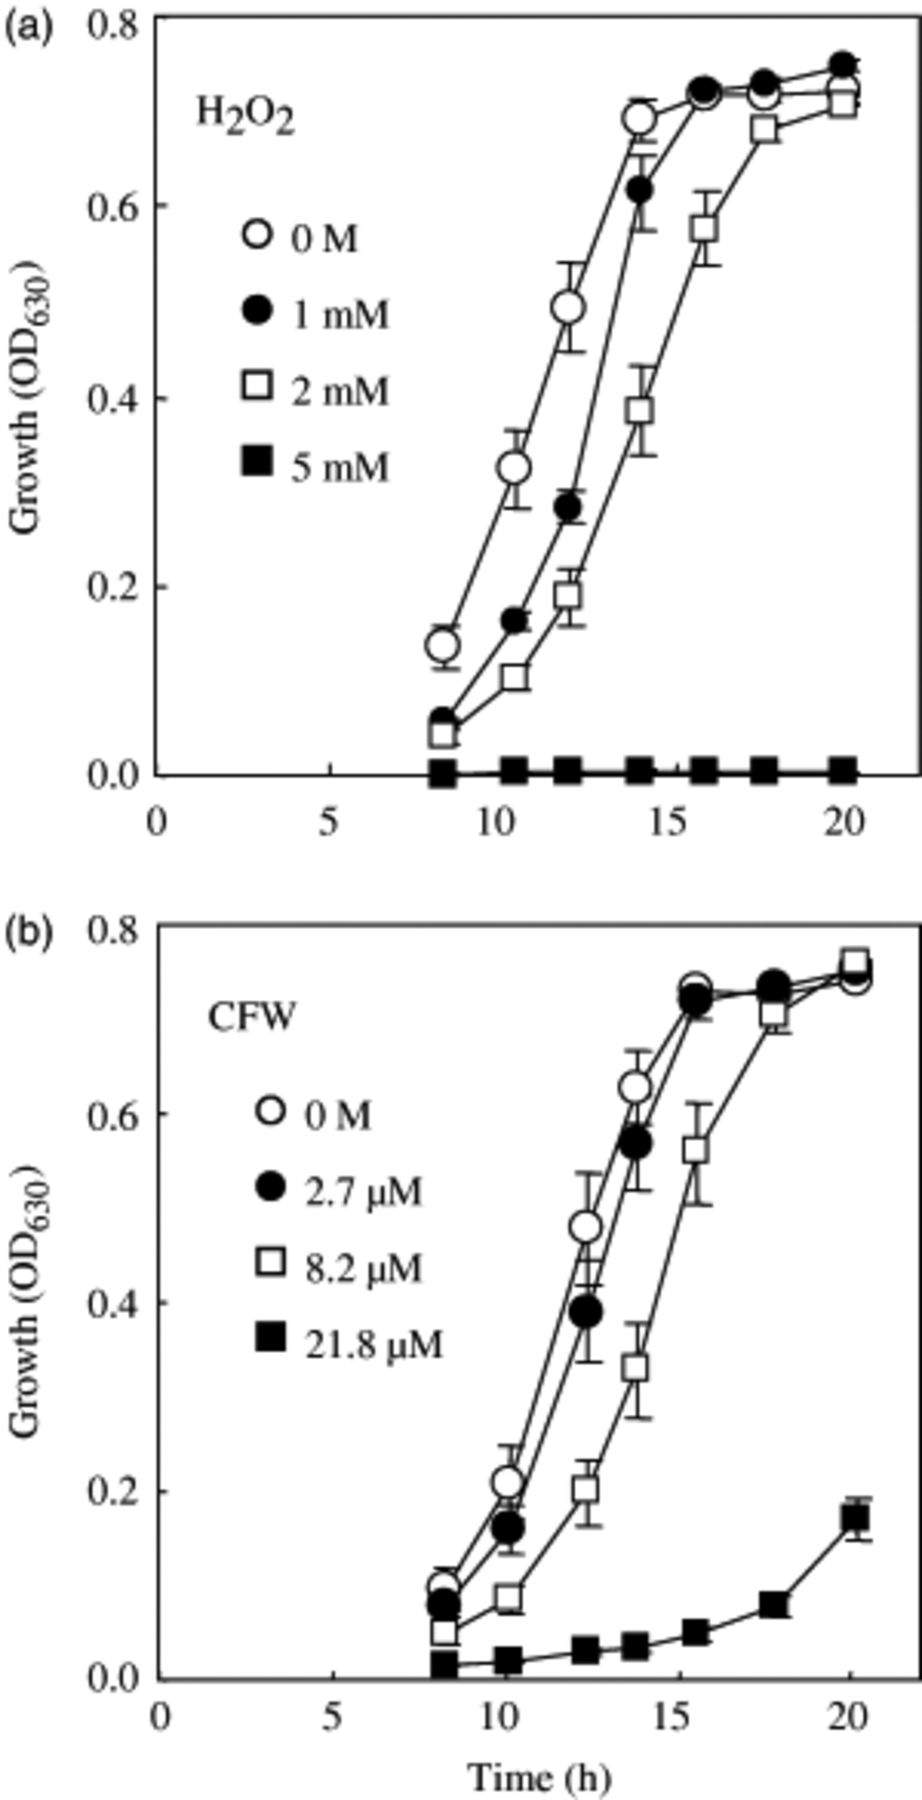 (a)
0.8
H2O2
0 M
0.6
1 mM
0.4
2 mM
5 mM
0.2
0.0
0 5 10 15 20
Growth (OD630)
(b)
0.8
CFW
0 M
0.6
2.7 μM
8.2 μM
0.4
21.8 μM
0.2
0.0
0 5 10 15 20
Growth (OD630)
Time (h)